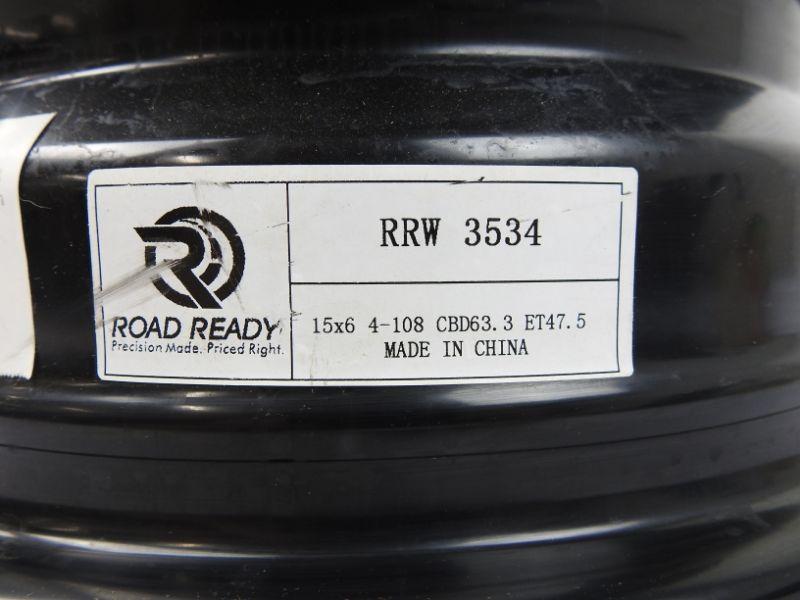 RRW 3534
ROAD READY
Precision Made. Priced Right.
15x6 4-108 CBD63.3 ET47.5
MADE IN CHINA